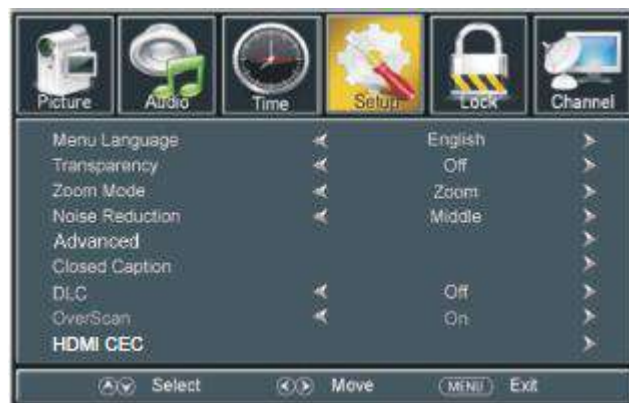 Picture Audio Time Setup Lock Channel
Menu Language English
Transparency Off
Zoom Mode Zoom
Noise Reduction Middle
Advanced
Closed Caption
DLC Off
OverScan On
HDMI CEC
Select Move MENU Exit